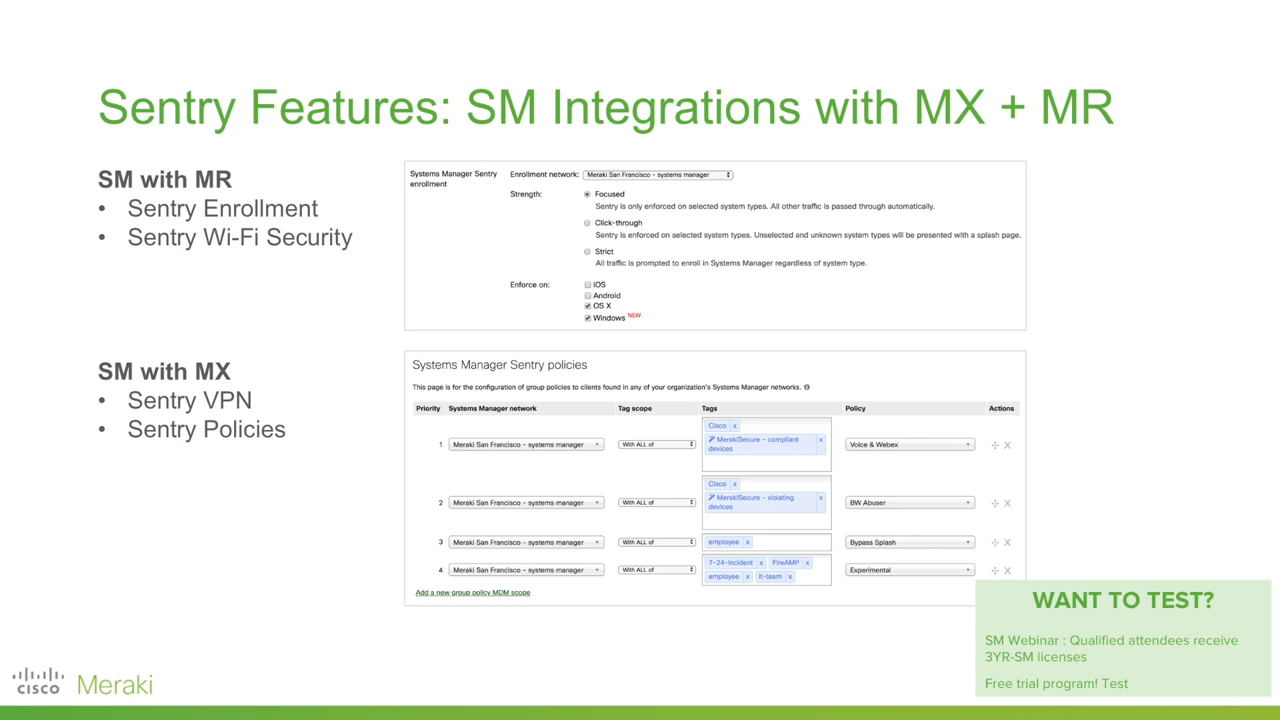 Sentry Features: SM Integrations with MX + MR
SM with MR
• Sentry Enrollment
• Sentry Wi-Fi Security
Systems Manager Sentry enrollment
Enrollment network: Meraki San Francisco - systems manager
Strength:
Focused
Sentry is only enforced on selected system types. All other traffic is passed through automatically.
Click-through
Sentry is enforced on selected system types. Unselected and unknown system types will be presented with a splash page.
Strict
All traffic is prompted to enroll in Systems Manager regardless of system type.
Enforce on:
iOS
Android
OS X
Windows NEW
SM with MX
• Sentry VPN
• Sentry Policies
Systems Manager Sentry policies
This page is for the configuration of group policies to clients found in any of your organization's Systems Manager networks.
Priority Systems Manager network Tag scope Tags Policy Actions
1 Meraki San Francisco - systems manager With ALL of Cisco x MerakiSecure - compliant devices x Voice & Webex X
2 Meraki San Francisco - systems manager With ALL of Cisco x MerakiSecure - violating devices x BW Abuser X
3 Meraki San Francisco - systems manager With ALL of employee x Bypass Splash X
4 Meraki San Francisco - systems manager With ALL of 7-24-incident x FireAMP x employee x it-team x Experimental X
Add a new group policy MDM scope
WANT TO TEST?
SM Webinar : Qualified attendees receive
3YR-SM licenses
Free trial program! Test
CISCO Meraki